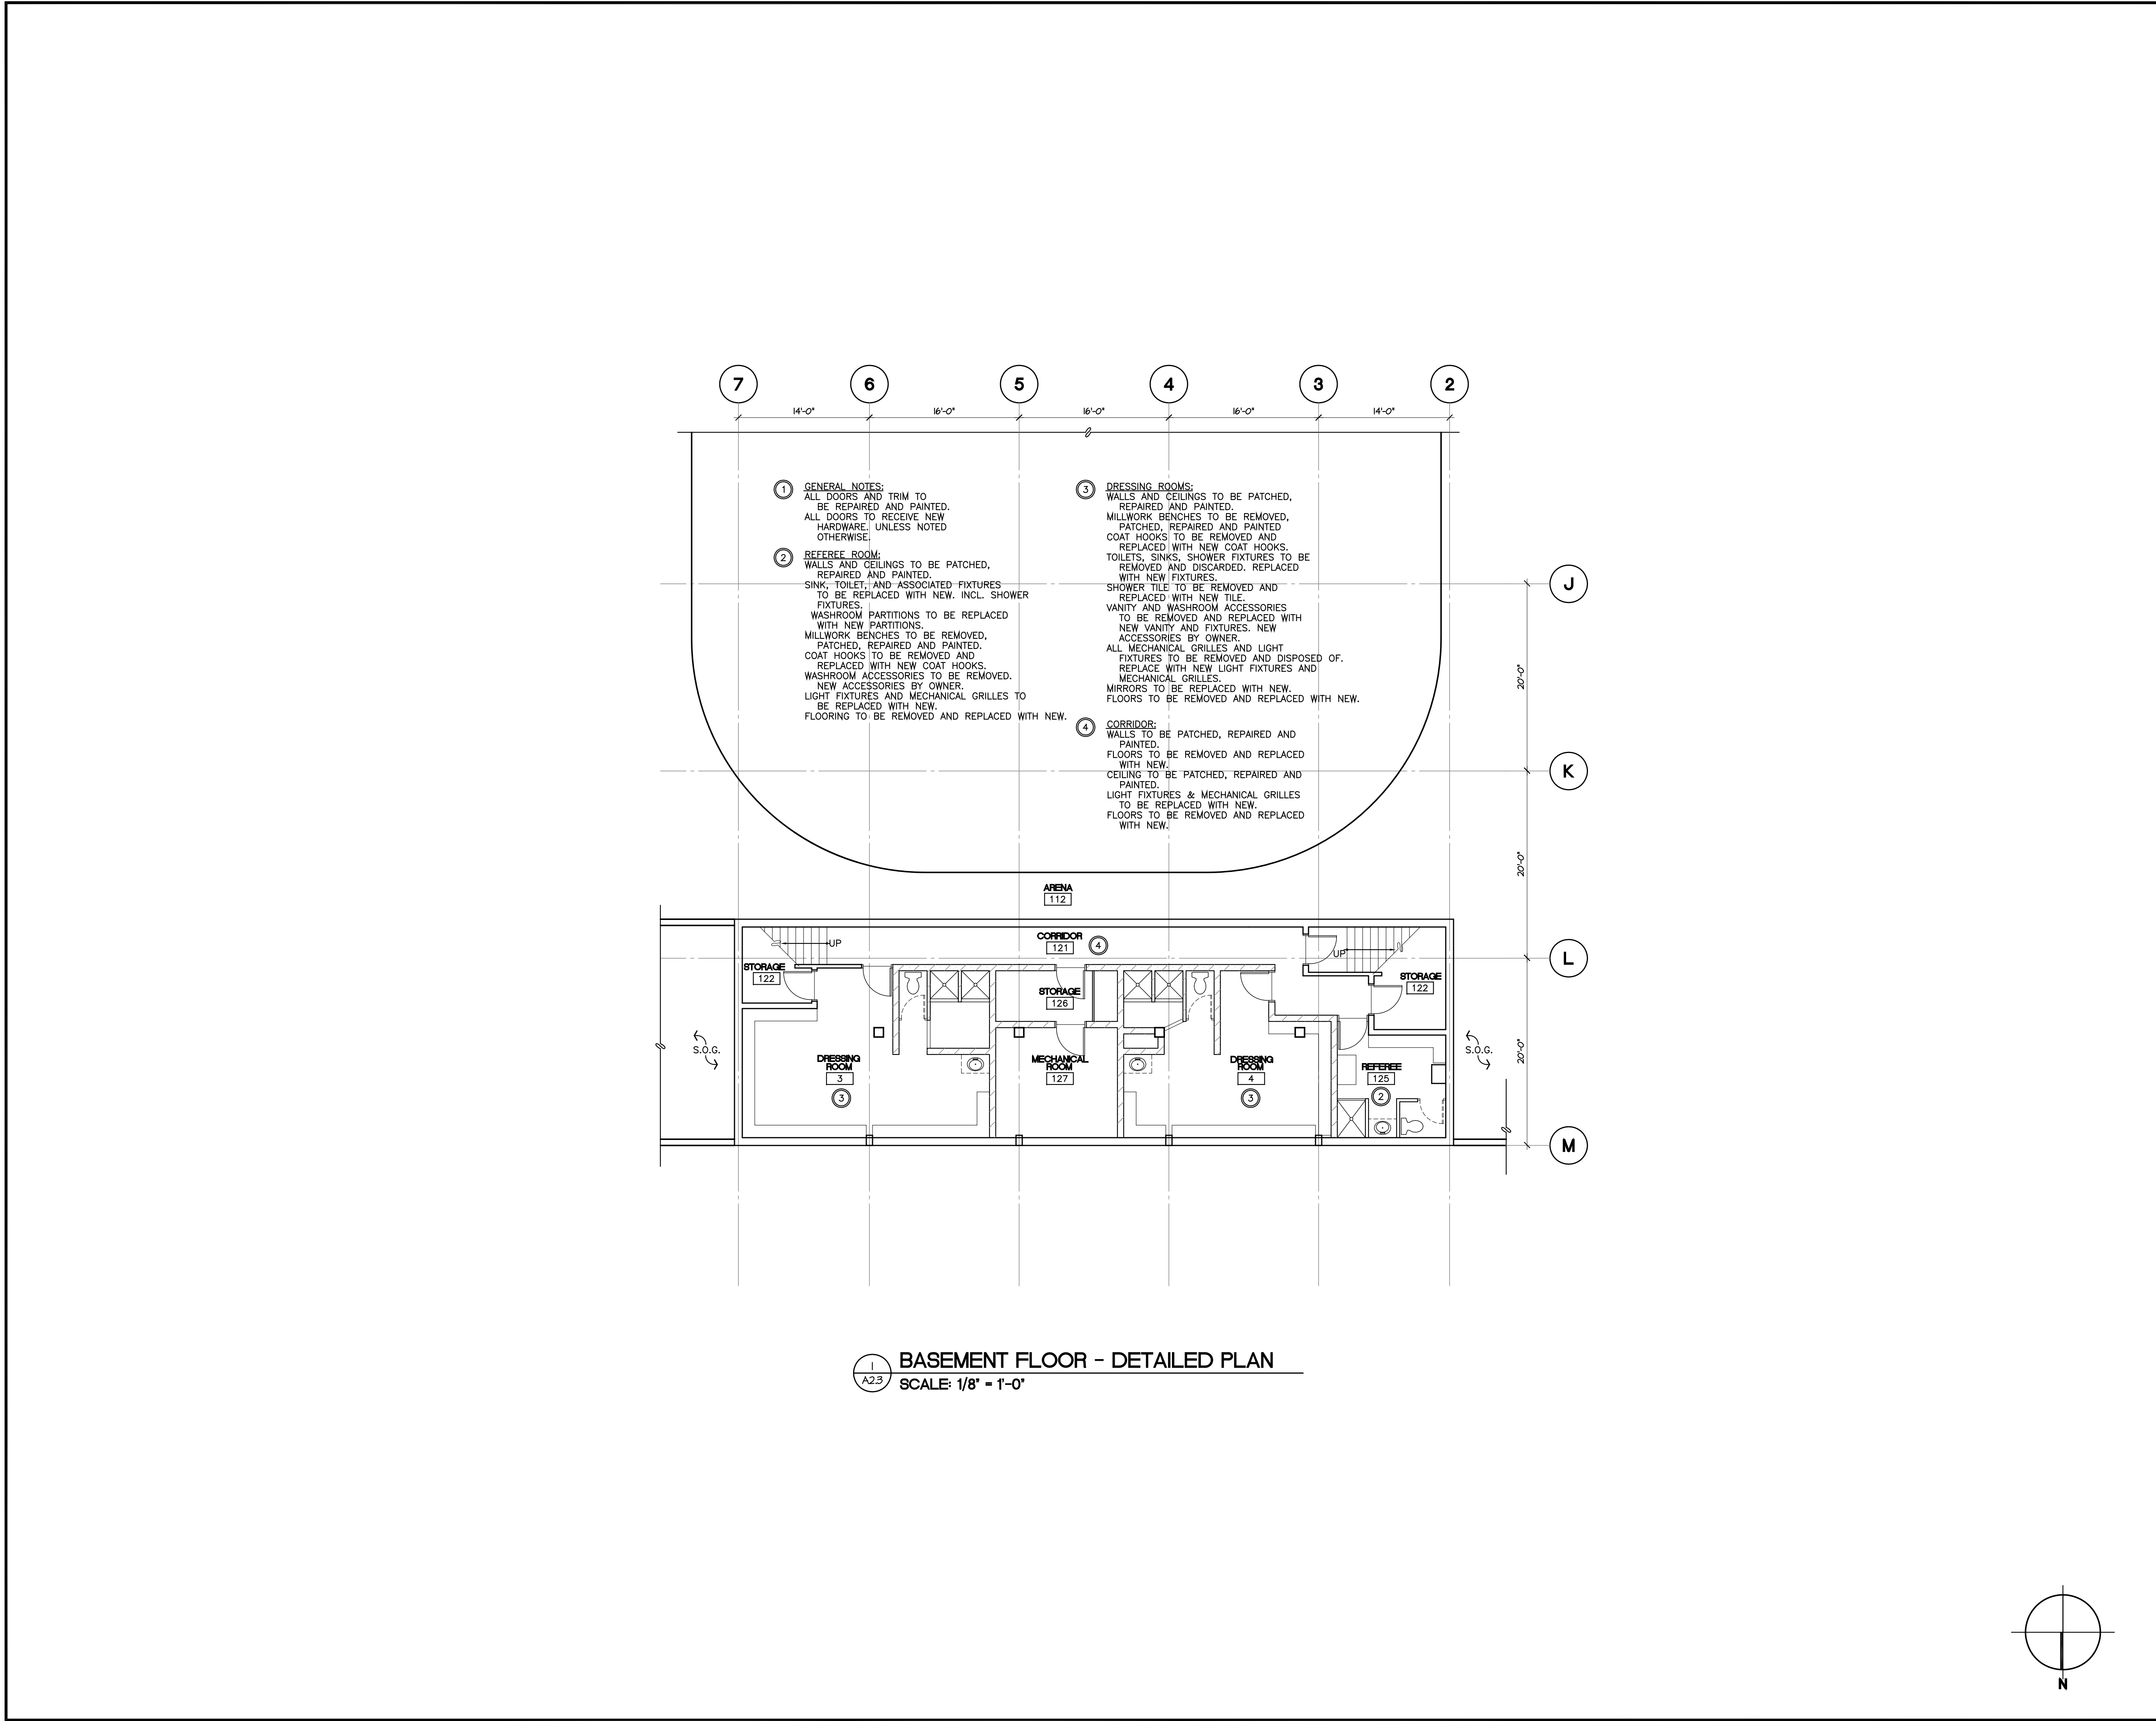 7 6 5 4 3 2
14'-0" 16'-0" 16'-0" 16'-0" 14'-0"
1 GENERAL NOTES:
ALL DOORS AND TRIM TO
BE REPAIRED AND PAINTED.
ALL DOORS TO RECEIVE NEW
HARDWARE. UNLESS NOTED
OTHERWISE.
2 REFEREE ROOM:
WALLS AND CEILINGS TO BE PATCHED,
REPAIRED AND PAINTED.
SINK, TOILET, AND ASSOCIATED FIXTURES
TO BE REPLACED WITH NEW. INCL. SHOWER
FIXTURES.
WASHROOM PARTITIONS TO BE REPLACED
WITH NEW PARTITIONS.
MILLWORK BENCHES TO BE REMOVED,
PATCHED, REPAIRED AND PAINTED.
COAT HOOKS TO BE REMOVED AND
REPLACED WITH NEW COAT HOOKS.
WASHROOM ACCESSORIES TO BE REMOVED.
NEW ACCESSORIES BY OWNER.
LIGHT FIXTURES AND MECHANICAL GRILLES TO
BE REPLACED WITH NEW.
FLOORING TO BE REMOVED AND REPLACED WITH NEW.
3 DRESSING ROOMS:
WALLS AND CEILINGS TO BE PATCHED,
REPAIRED AND PAINTED.
MILLWORK BENCHES TO BE REMOVED,
PATCHED, REPAIRED AND PAINTED
COAT HOOKS TO BE REMOVED AND
REPLACED WITH NEW COAT HOOKS.
TOILETS, SINKS, SHOWER FIXTURES TO BE
REMOVED AND DISCARDED. REPLACED
WITH NEW FIXTURES.
SHOWER TILE TO BE REMOVED AND
REPLACED WITH NEW TILE.
VANITY AND WASHROOM ACCESSORIES
TO BE REMOVED AND REPLACED WITH
NEW VANITY AND FIXTURES. NEW
ACCESSORIES BY OWNER.
ALL MECHANICAL GRILLES AND LIGHT
FIXTURES TO BE REMOVED AND DISPOSED OF.
REPLACE WITH NEW LIGHT FIXTURES AND
MECHANICAL GRILLES.
MIRRORS TO BE REPLACED WITH NEW.
FLOORS TO BE REMOVED AND REPLACED WITH NEW.
4 CORRIDOR:
WALLS TO BE PATCHED, REPAIRED AND
PAINTED.
FLOORS TO BE REMOVED AND REPLACED
WITH NEW.
CEILING TO BE PATCHED, REPAIRED AND
PAINTED.
LIGHT FIXTURES & MECHANICAL GRILLES
TO BE REPLACED WITH NEW.
FLOORS TO BE REMOVED AND REPLACED
WITH NEW.
J
20'-0"
K
20'-0"
L
20'-0"
M
ARENA
112
CORRIDOR
121
4
UP
UP
STORAGE
122
STORAGE
126
STORAGE
122
S.O.G.
DRESSING
ROOM
3
3
MECHANICAL
ROOM
127
DRESSING
ROOM
4
3
REFEREE
125
2
S.O.G.
1
A2.3
BASEMENT FLOOR - DETAILED PLAN
SCALE: 1/8" = 1'-0"
N